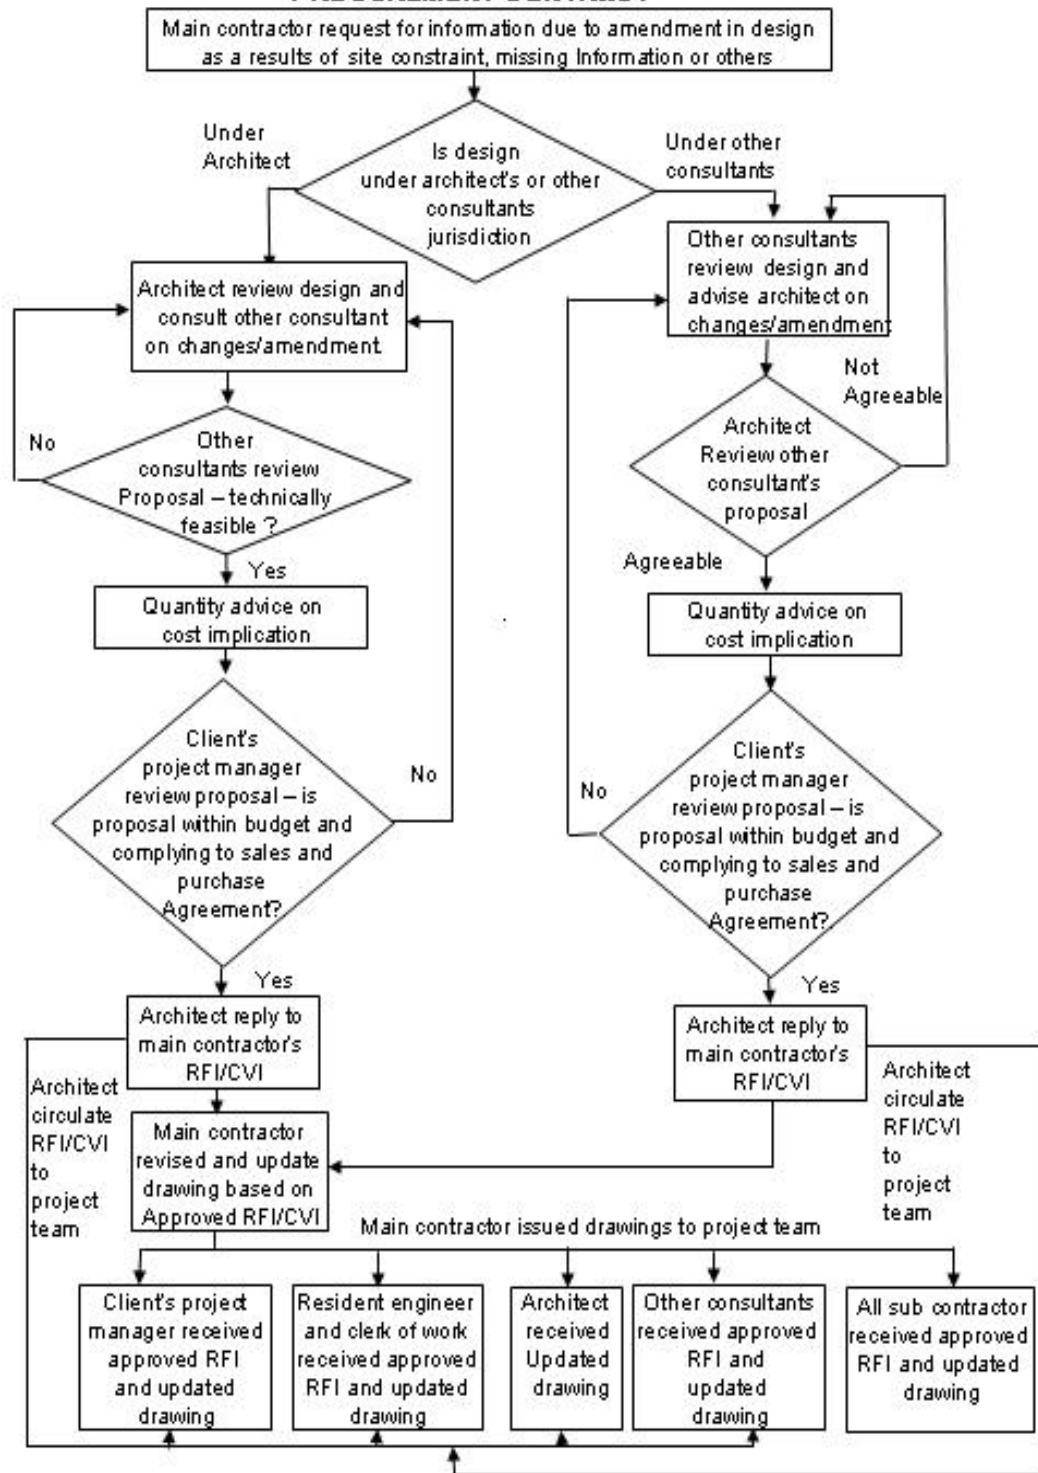 Main contractor request for information due to amendment in design
as a results of site constraint, missing Information or others
Under
Architect
Is design
under architect's or other
consultants
jurisdiction
Under other
consultants
Architect review design and
consult other consultant
on changes/amendment.
Other consultants
review design and
advise architect on
changes/amendment
Not
Agreeable
No
Other
consultants review
Proposal – technically
feasible ?
Architect
Review other
consultant's
proposal
Yes
Agreeable
Quantity advice on
cost implication
Quantity advice on
cost implication
Client's
project manager
review proposal – is
proposal within budget and
complying to sales and
purchase
Agreement?
No
Client's
project manager
review proposal – is
proposal within budget and
complying to sales and
purchase
Agreement?.
No
Yes
Yes
Architect reply to
main contractor's
RFI/CVI
Architect reply to
main contractor's
RFI/CVI
Architect
circulate
RFI/CVI
to
project
team
Main contractor
revised and update
drawing based on
Approved RFI/CVI
Architect
circulate
RFI/CVI
to
project
team
Main contractor issued drawings to project team
Client's project
manager received
approved RFI
and updated
drawing
Resident engineer
and clerk of work
received approved
RFI and updated
drawing
Architect
received
Updated
drawing
Other consultants
received approved
RFI and
updated
drawing
All sub contractor
received approved
RFI and updated
drawing